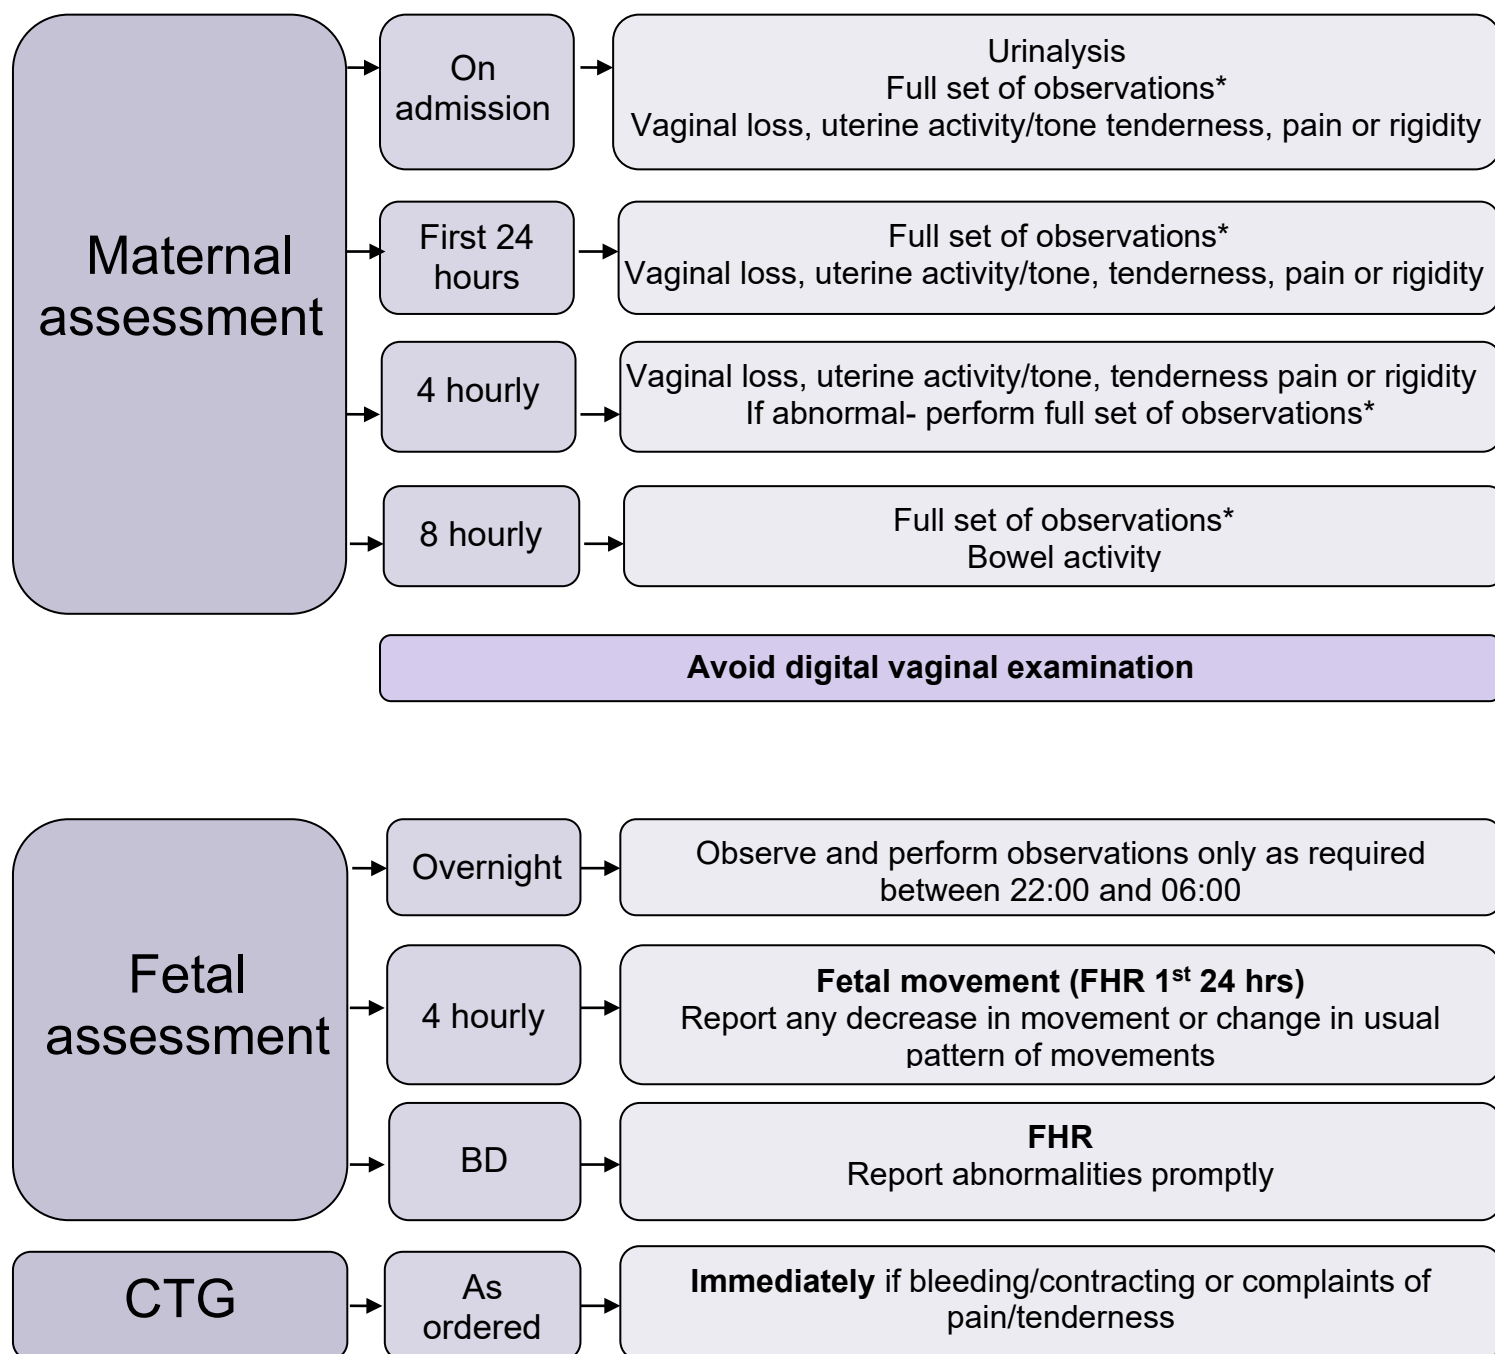 Maternal
assessment
On
admission
Urinalysis
Full set of observations*
Vaginal loss, uterine activity/tone tenderness, pain or rigidity
First 24
hours
Full set of observations*
Vaginal loss, uterine activity/tone, tenderness, pain or rigidity
4 hourly
Vaginal loss, uterine activity/tone, tenderness pain or rigidity
If abnormal- perform full set of observations*
8 hourly
Full set of observations*
Bowel activity
Avoid digital vaginal examination
Fetal
assessment
Overnight
Observe and perform observations only as required
between 22:00 and 06:00
4 hourly
Fetal movement (FHR 1st 24 hrs)
Report any decrease in movement or change in usual
pattern of movements
BD
FHR
Report abnormalities promptly
CTG
As
ordered
Immediately if bleeding/contracting or complaints of
pain/tenderness